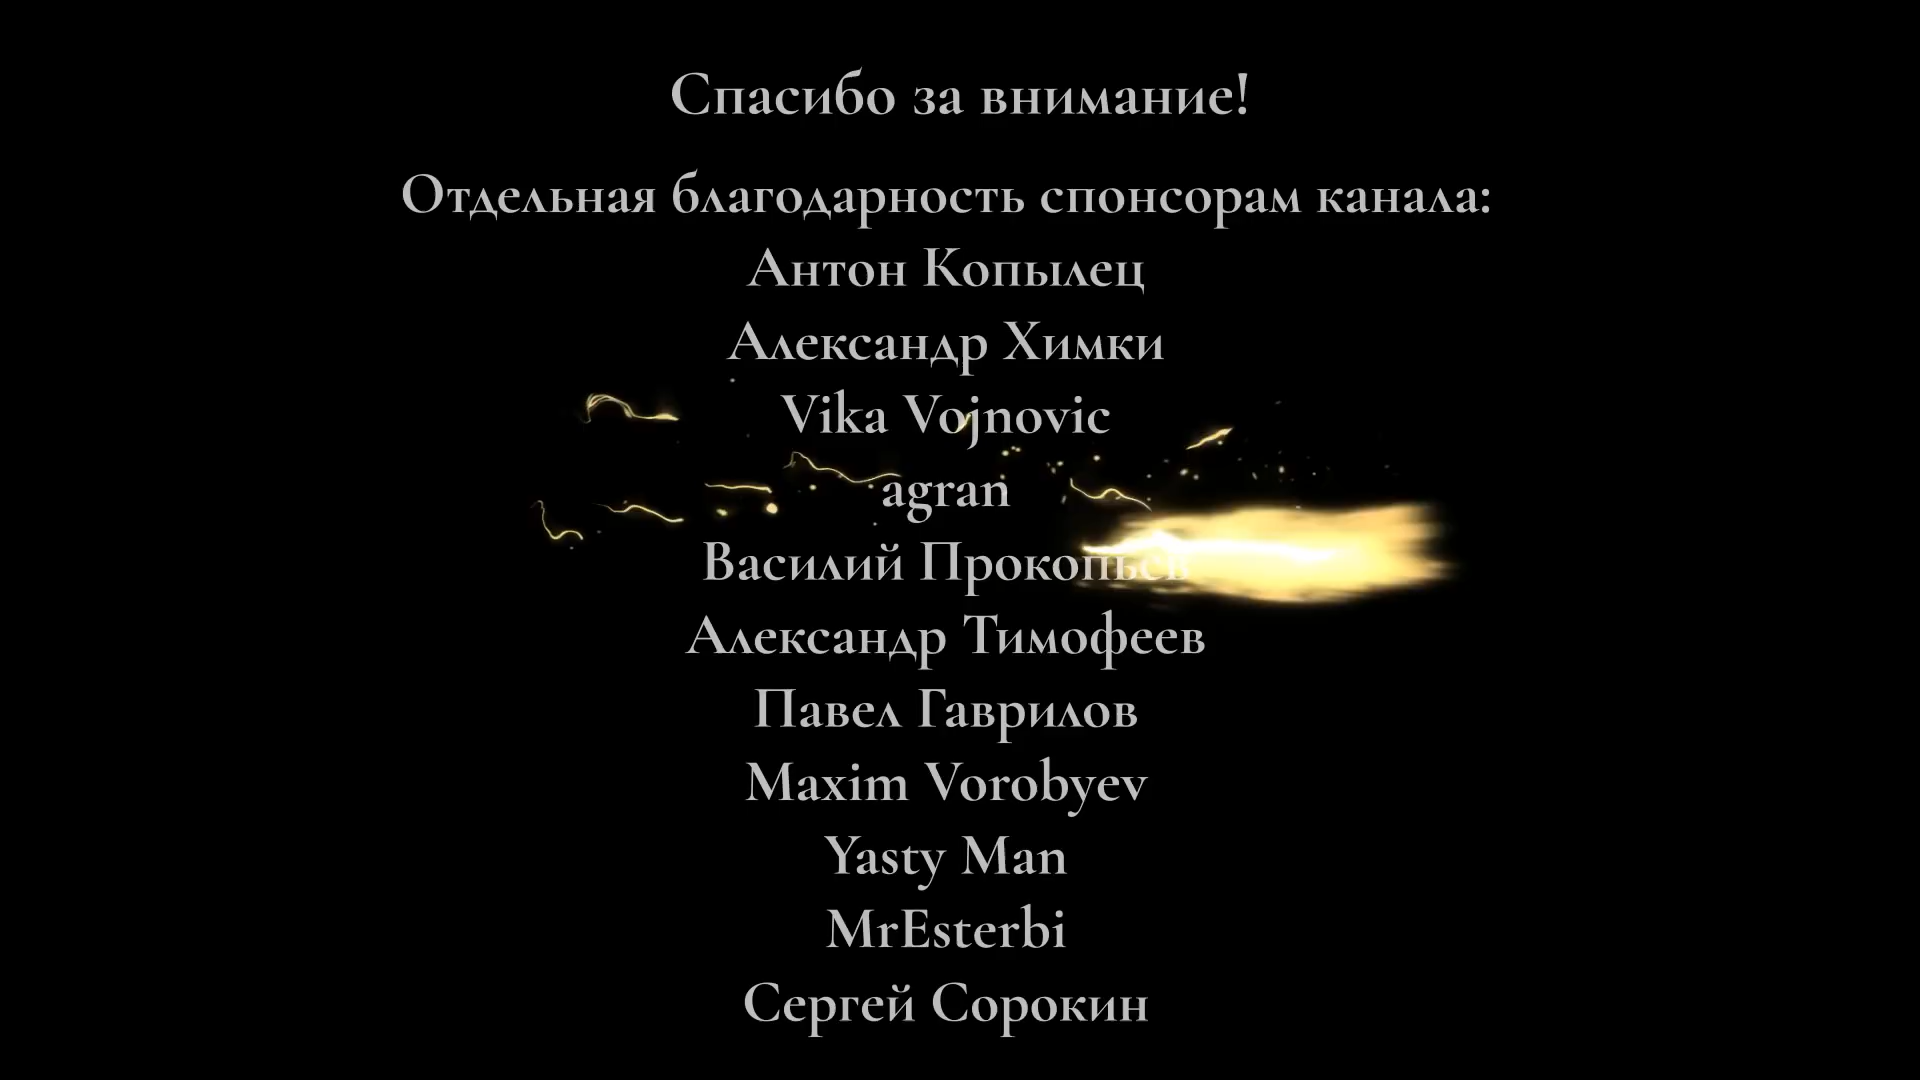 Спасибо за внимание!
Отдельная благодарность спонсорам канала:
Антон Копылец
Александр Химки
Vika Vojnovic
agran
Василий Прокопьев
Александр Тимофеев
Павел Гаврилов
Maxim Vorobyev
Yasty Man
MrEsterbi
Сергей Сорокин